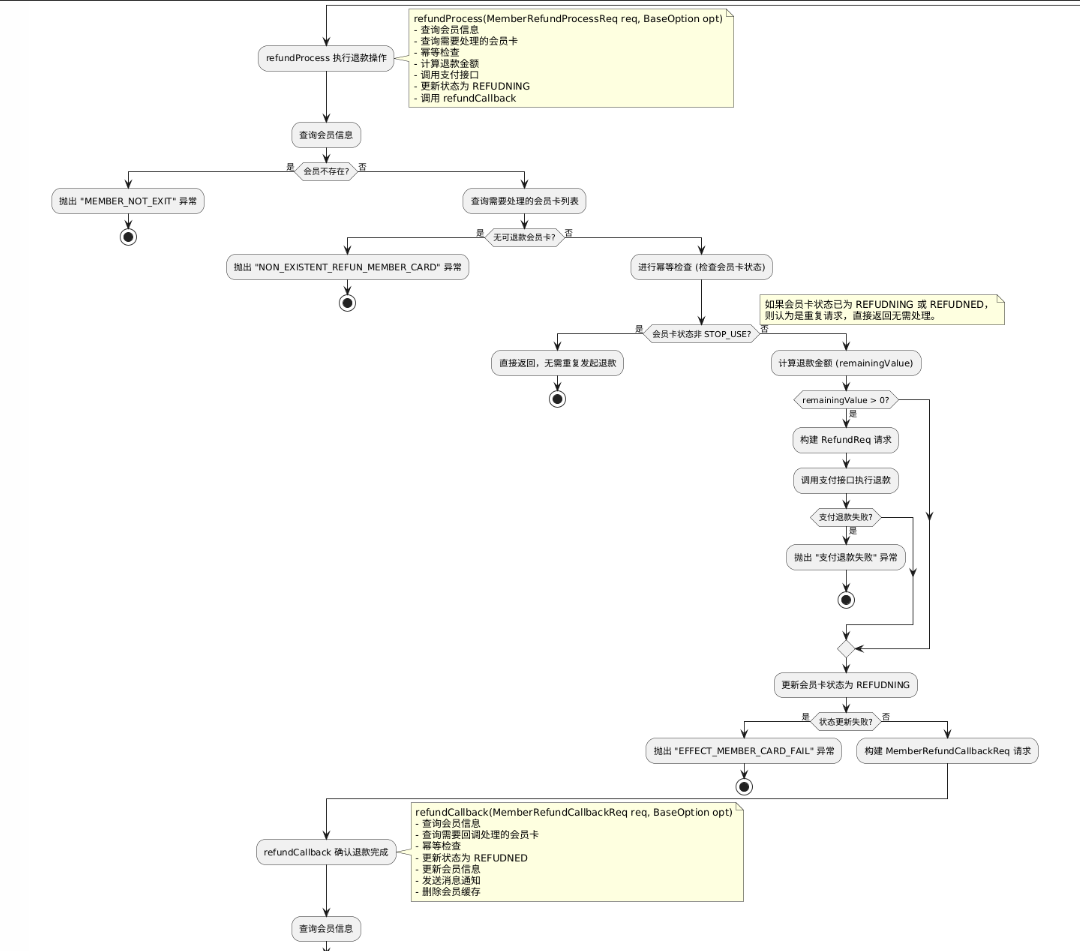 refundProcess(MemberRefundProcessReq req, BaseOption opt)
- 查询会员信息
- 查询需要处理的会员卡
- 幂等检查
- 计算退款金额
- 调用支付接口
- 更新状态为 REFUDNING
- 调用 refundCallback
refundProcess 执行退款操作
查询会员信息
是
会员不存在?
否
抛出 "MEMBER_NOT_EXIT" 异常
查询需要处理的会员卡列表
是
无可退款会员卡?
否
抛出 "NON_EXISTENT_REFUN_MEMBER_CARD" 异常
进行幂等检查 (检查会员卡状态)
如果会员卡状态已为 REFUDNING 或 REFUDNED，
则认为是重复请求，直接返回无需处理。
是
会员卡状态非 STOP_USE?
否
直接返回，无需重复发起退款
计算退款金额 (remainingValue)
remainingValue > 0?
是
构建 RefundReq 请求
调用支付接口执行退款
支付退款失败?
是
抛出 "支付退款失败" 异常
更新会员卡状态为 REFUDNING
是
状态更新失败?
否
抛出 "EFFECT_MEMBER_CARD_FAIL" 异常
构建 MemberRefundCallbackReq 请求
refundCallback(MemberRefundCallbackReq req, BaseOption opt)
- 查询会员信息
- 查询需要回调处理的会员卡
- 幂等检查
- 更新状态为 REFUDNED
- 更新会员信息
- 发送消息通知
- 删除会员缓存
refundCallback 确认退款完成
查询会员信息